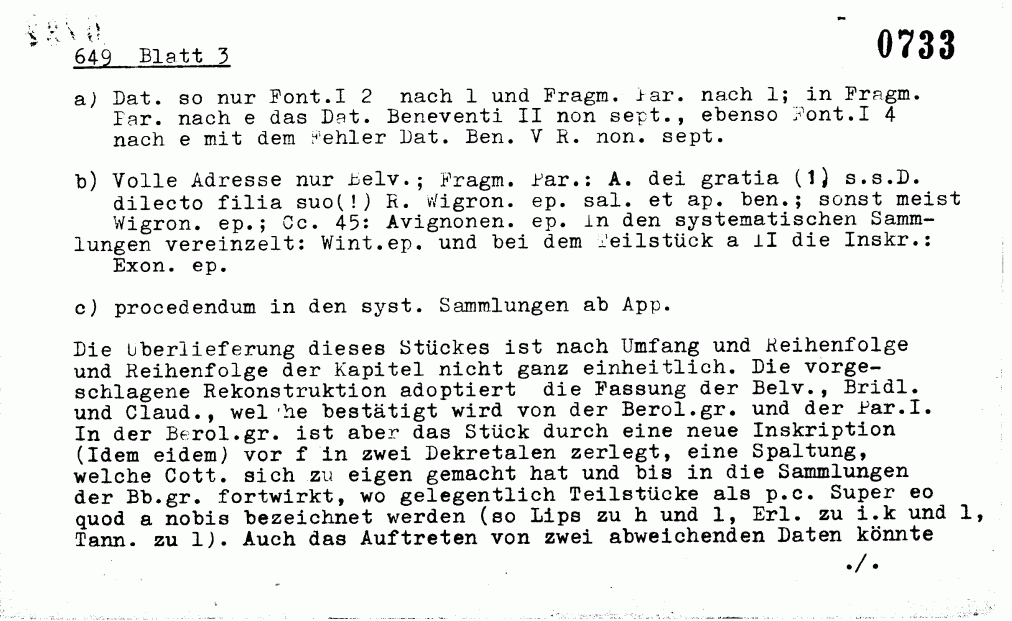 0733
649 Blatt 3
a) Dat. so nur Font.I 2 nach l und Fragm. Par. nach l; in Fragm.
Par. nach e das Dat. Beneventi II non sept., ebenso Font.I 4
nach e mit dem Fehler Dat. Ben. V R. non. sept.
b) Volle Adresse nur Belv.; Fragm. Par.: A. dei gratia (1) s.s.D.
dilecto filia suo(!) R. Wigron. ep. sal. et ap. ben.; sonst meist
Wigron. ep.; Cc. 45: Avignonen. ep. In den systematischen Samm-
lungen vereinzelt: Wint.ep. und bei dem Teilstück a II die Inskr.:
Exon. ep.
c) procedendum in den syst. Sammlungen ab App.
Die Überlieferung dieses Stückes ist nach Umfang und Reihenfolge
und Reihenfolge der Kapitel nicht ganz einheitlich. Die vorge-
schlagene Rekonstruktion adoptiert die Fassung der Belv., Bridl.
und Claud., welche bestätigt wird von der Berol.gr. und der Par.I.
In der Berol.gr. ist aber das Stück durch eine neue Inskription
(Idem eidem) vor f in zwei Dekretalen zerlegt, eine Spaltung,
welche Cott. sich zu eigen gemacht hat und bis in die Sammlungen
der Bb.gr. fortwirkt, wo gelegentlich Teilstücke als p.c. Super eo
quod a nobis bezeichnet werden (so Lips zu h und l, Erl. zu i.k und l,
Tann. zu l). Auch das Auftreten von zwei abweichenden Daten könnte
./.